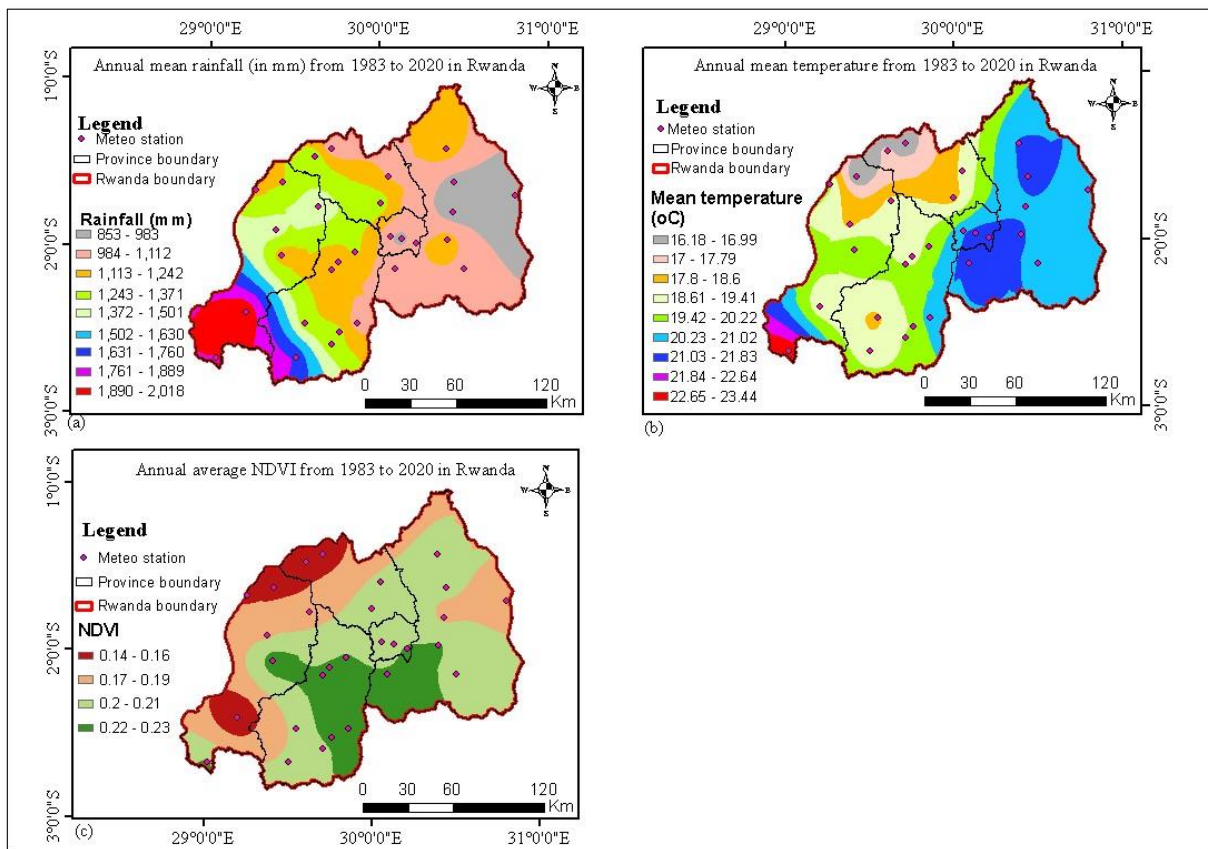 29°0'0"E 30°0'0"E 31°0'0"E
1°0'0"S
2°0'0"S
3°0'0"S
Annual mean rainfall (in mm) from 1983 to 2020 in Rwanda
N
W E
S
Legend
Meteo station
Province boundary
Rwanda boundary
Rainfall (mm)
853 - 983
984 - 1,112
1,113 - 1,242
1,243 - 1,371
1,372 - 1,501
1,502 - 1,630
1,631 - 1,760
1,761 - 1,889
1,890 - 2,018
0 30 60 120
Km
(a)
29°0'0"E 30°0'0"E 31°0'0"E
Annual mean temperature from 1983 to 2020 in Rwanda
N
W E
S
Legend
Meteo station
Province boundary
Rwanda boundary
Mean temperature
(oC)
16.18 - 16.99
17 - 17.79
17.8 - 18.6
18.61 - 19.41
19.42 - 20.22
20.23 - 21.02
21.03 - 21.83
21.84 - 22.64
22.65 - 23.44
0 30 60 120
Km
(b)
1°0'0"S
2°0'0"S
3°0'0"S
Annual average NDVI from 1983 to 2020 in Rwanda
N
W E
S
Legend
Meteo station
Province boundary
Rwanda boundary
NDVI
0.14 - 0.16
0.17 - 0.19
0.2 - 0.21
0.22 - 0.23
0 30 60 120
Km
(c)
1°0'0"S
2°0'0"S
3°0'0"S
29°0'0"E 30°0'0"E 31°0'0"E